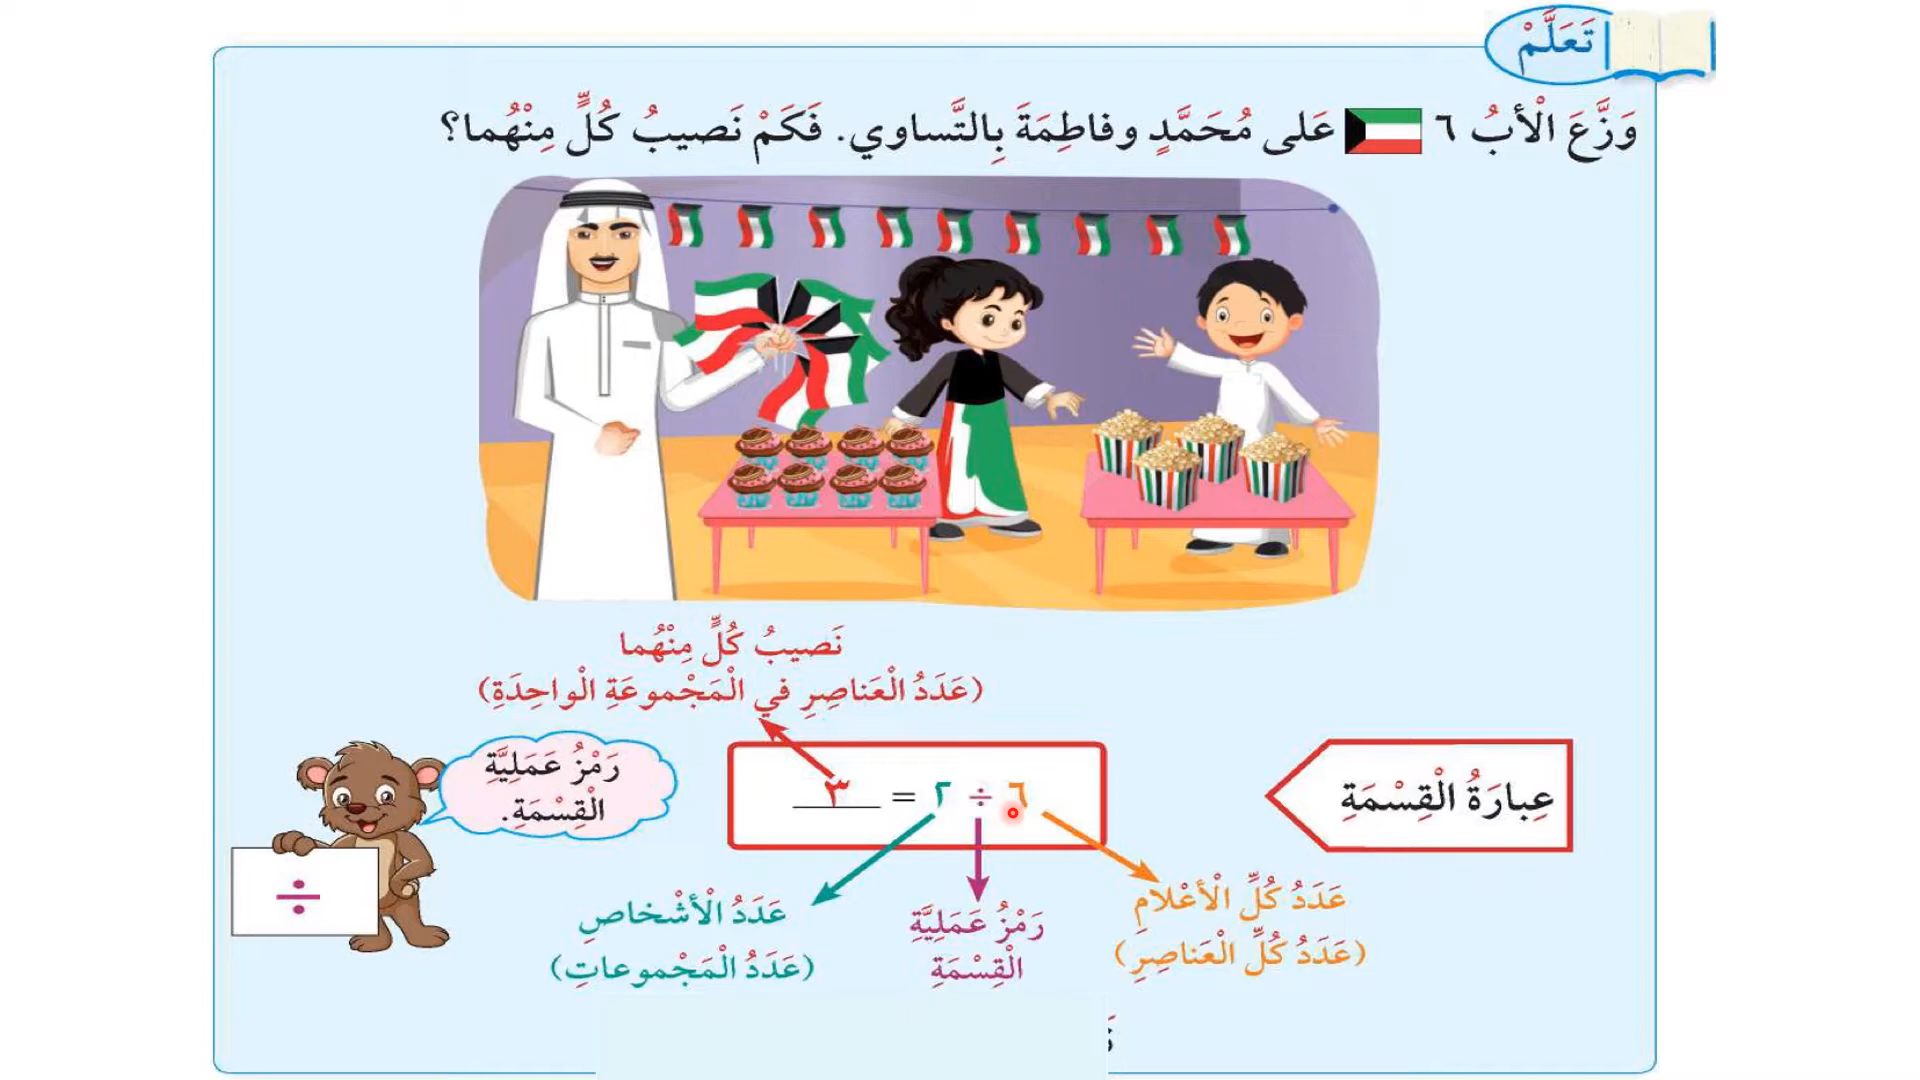 تَعَلَّمْ
وَزَّعَ الْأَبُ ٦ عَلى مُحَمَّدٍ وفاطِمَةَ بِالتَّساوي. فَكَمْ نَصيبُ كُلٍّ مِنْهُما؟
نَصيبُ كُلٍّ مِنْهُما
(عَدَدُ الْعَناصِرِ في الْمَجْموعَةِ الْواحِدَةِ)
عِبارَةُ الْقِسْمَةِ
٦ ÷ ٢ = ٣
رَمْزُ عَمَلِيَّةِ
الْقِسْمَةِ.
÷
عَدَدُ كُلِّ الْأَعْلامِ
(عَدَدُ كُلِّ الْعَناصِرِ)
رَمْزُ عَمَلِيَّةِ
الْقِسْمَةِ
عَدَدُ الْأَشْخاصِ
(عَدَدُ الْمَجْموعاتِ)